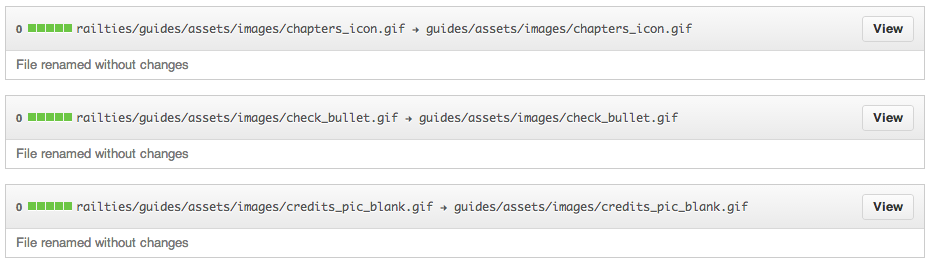 0 railties/guides/assets/images/chapters_icon.gif → guides/assets/images/chapters_icon.gif View
File renamed without changes
0 railties/guides/assets/images/check_bullet.gif → guides/assets/images/check_bullet.gif View
File renamed without changes
0 railties/guides/assets/images/credits_pic_blank.gif → guides/assets/images/credits_pic_blank.gif View
File renamed without changes